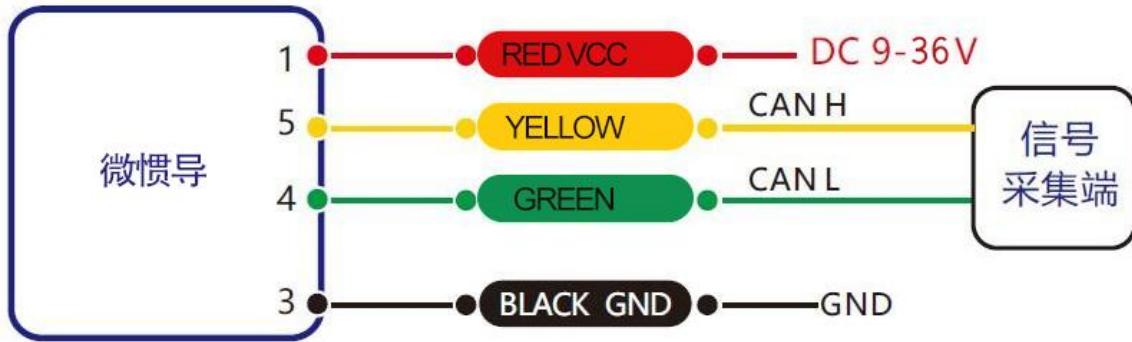 1 RED VCC DC 9-36V
5 YELLOW CAN H
微惯导
4 GREEN CAN L
信号
采集端
3 BLACK GND GND